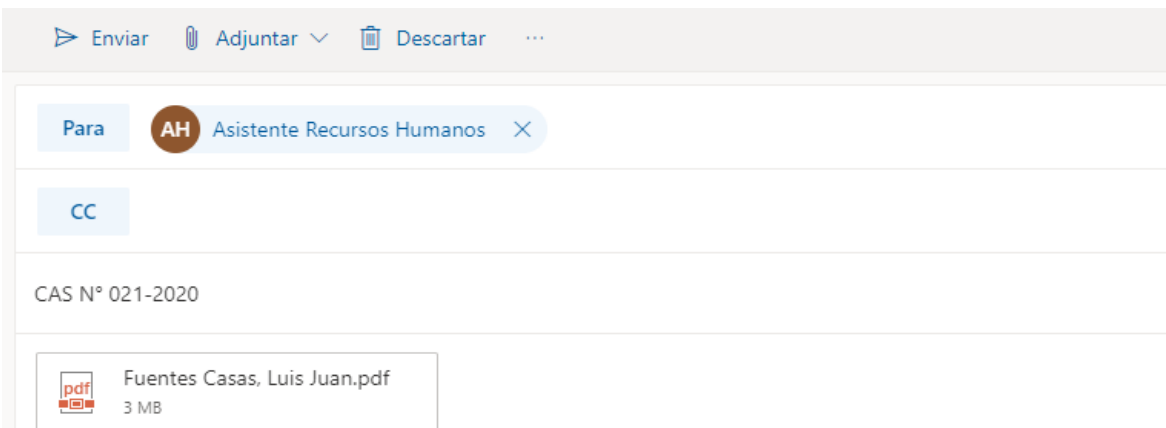 Enviar Adjuntar Descartar ...
Para AH Asistente Recursos Humanos
CC
CAS N° 021-2020
pdf Fuentes Casas, Luis Juan.pdf
3 MB